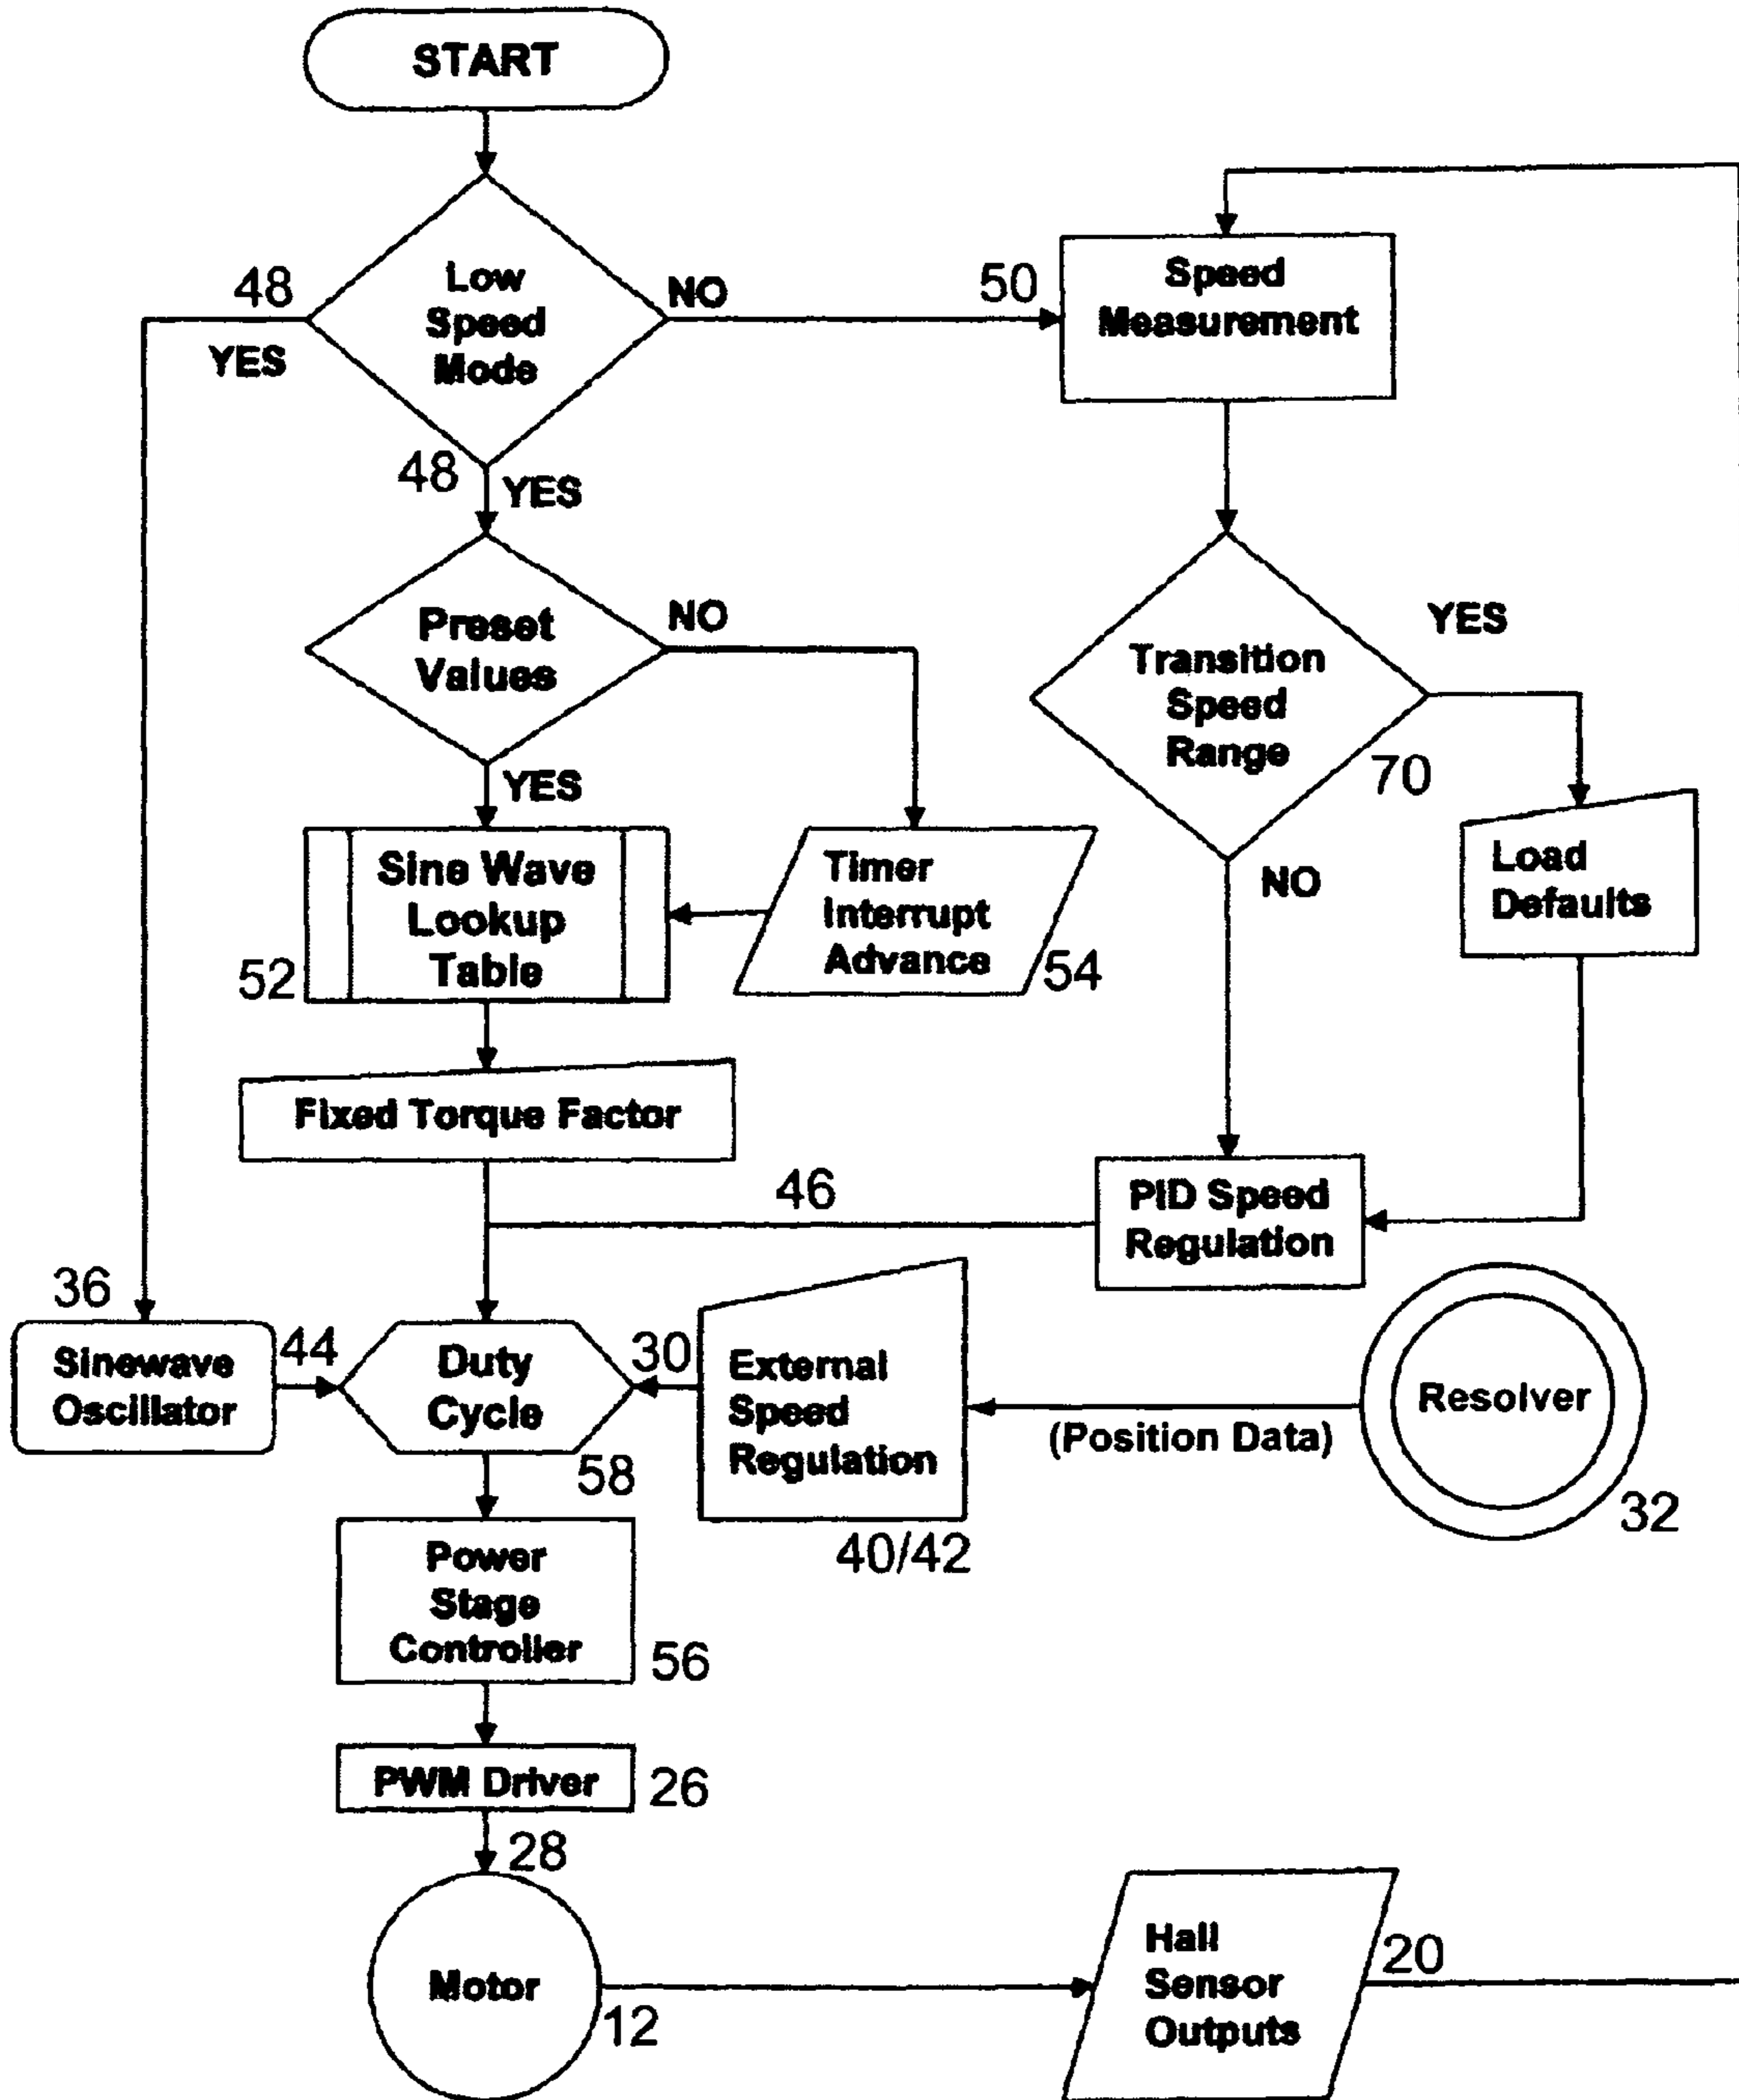 START
Low
Speed
Mode
48
YES
NO
50
Speed
Measurement
48
YES
Preset
Values
NO
Transition
Speed
Range
YES
70
NO
YES
Sine Wave
Lookup
Table
52
Timer
Interrupt
Advance
54
Load
Defaults
Fixed Torque Factor
46
PID Speed
Regulation
36
Sinewave
Oscillator
44
Duty
Cycle
58
30
External
Speed
Regulation
40/42
(Position Data)
Resolver
32
Power
Stage
Controller
56
PWM Driver
26
28
Motor
12
Hall
Sensor
Outputs
20